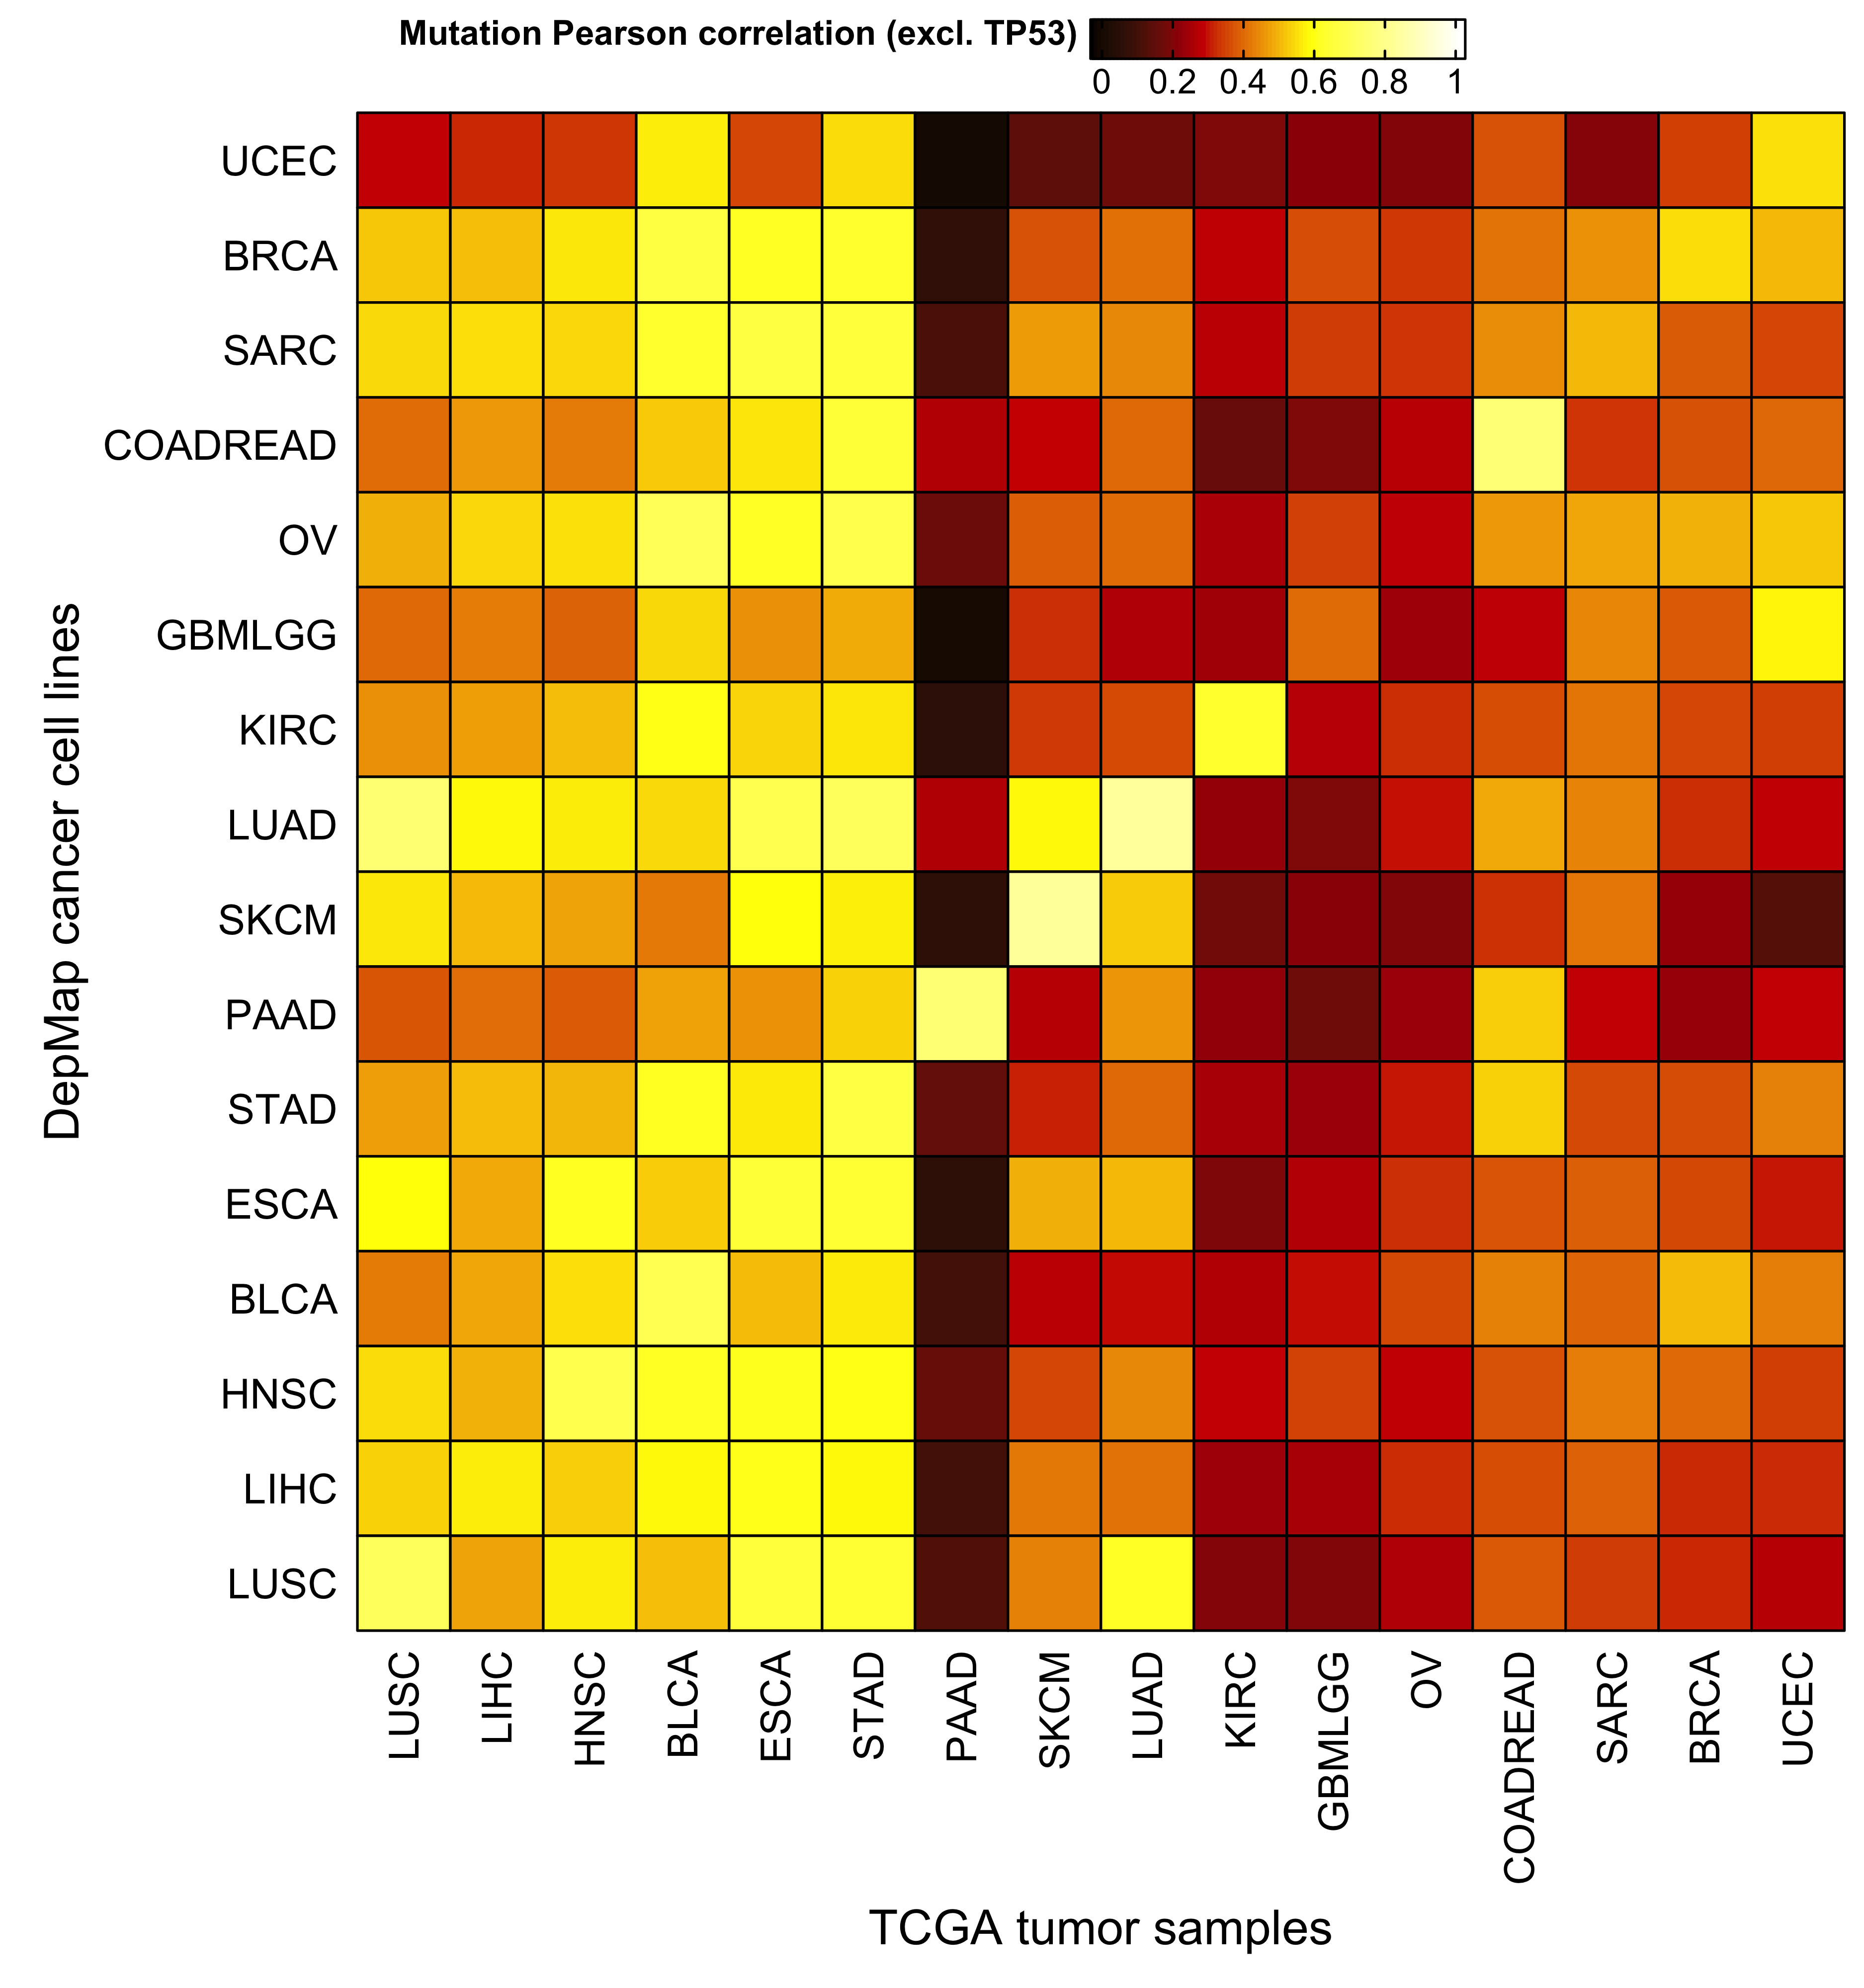 Mutation Pearson correlation (excl. TP53)
0 0.2 0.4 0.6 0.8 1
DepMap cancer cell lines
UCEC
BRCA
SARC
COADREAD
OV
GBMLGG
KIRC
LUAD
SKCM
PAAD
STAD
ESCA
BLCA
HNSC
LIHC
LUSC
LUSC
LIHC
HNSC
BLCA
ESCA
STAD
PAAD
SKCM
LUAD
KIRC
GBMLGG
OV
COADREAD
SARC
BRCA
UCEC
TCGA tumor samples